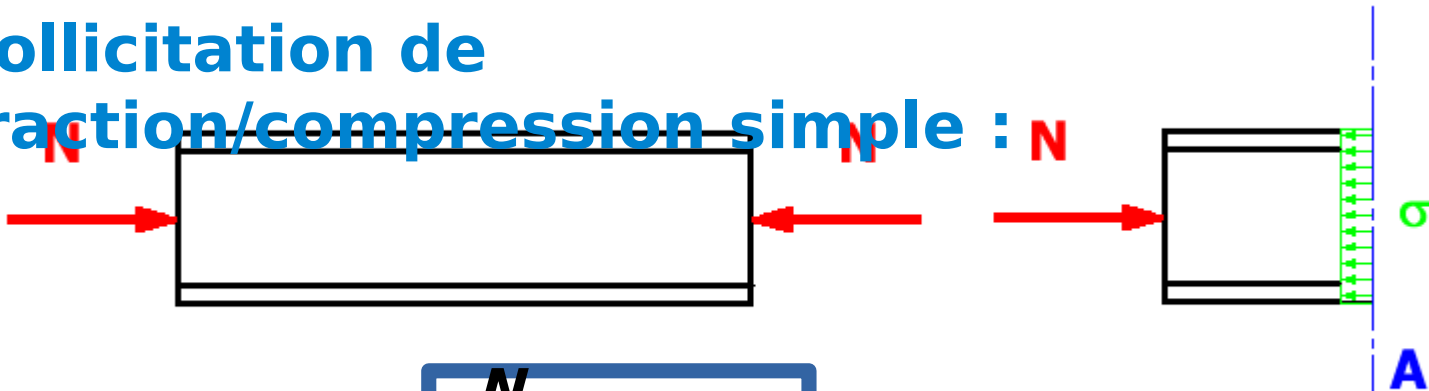 ollicitation de
raction/compression simple :
N
N
N
σ
A
N